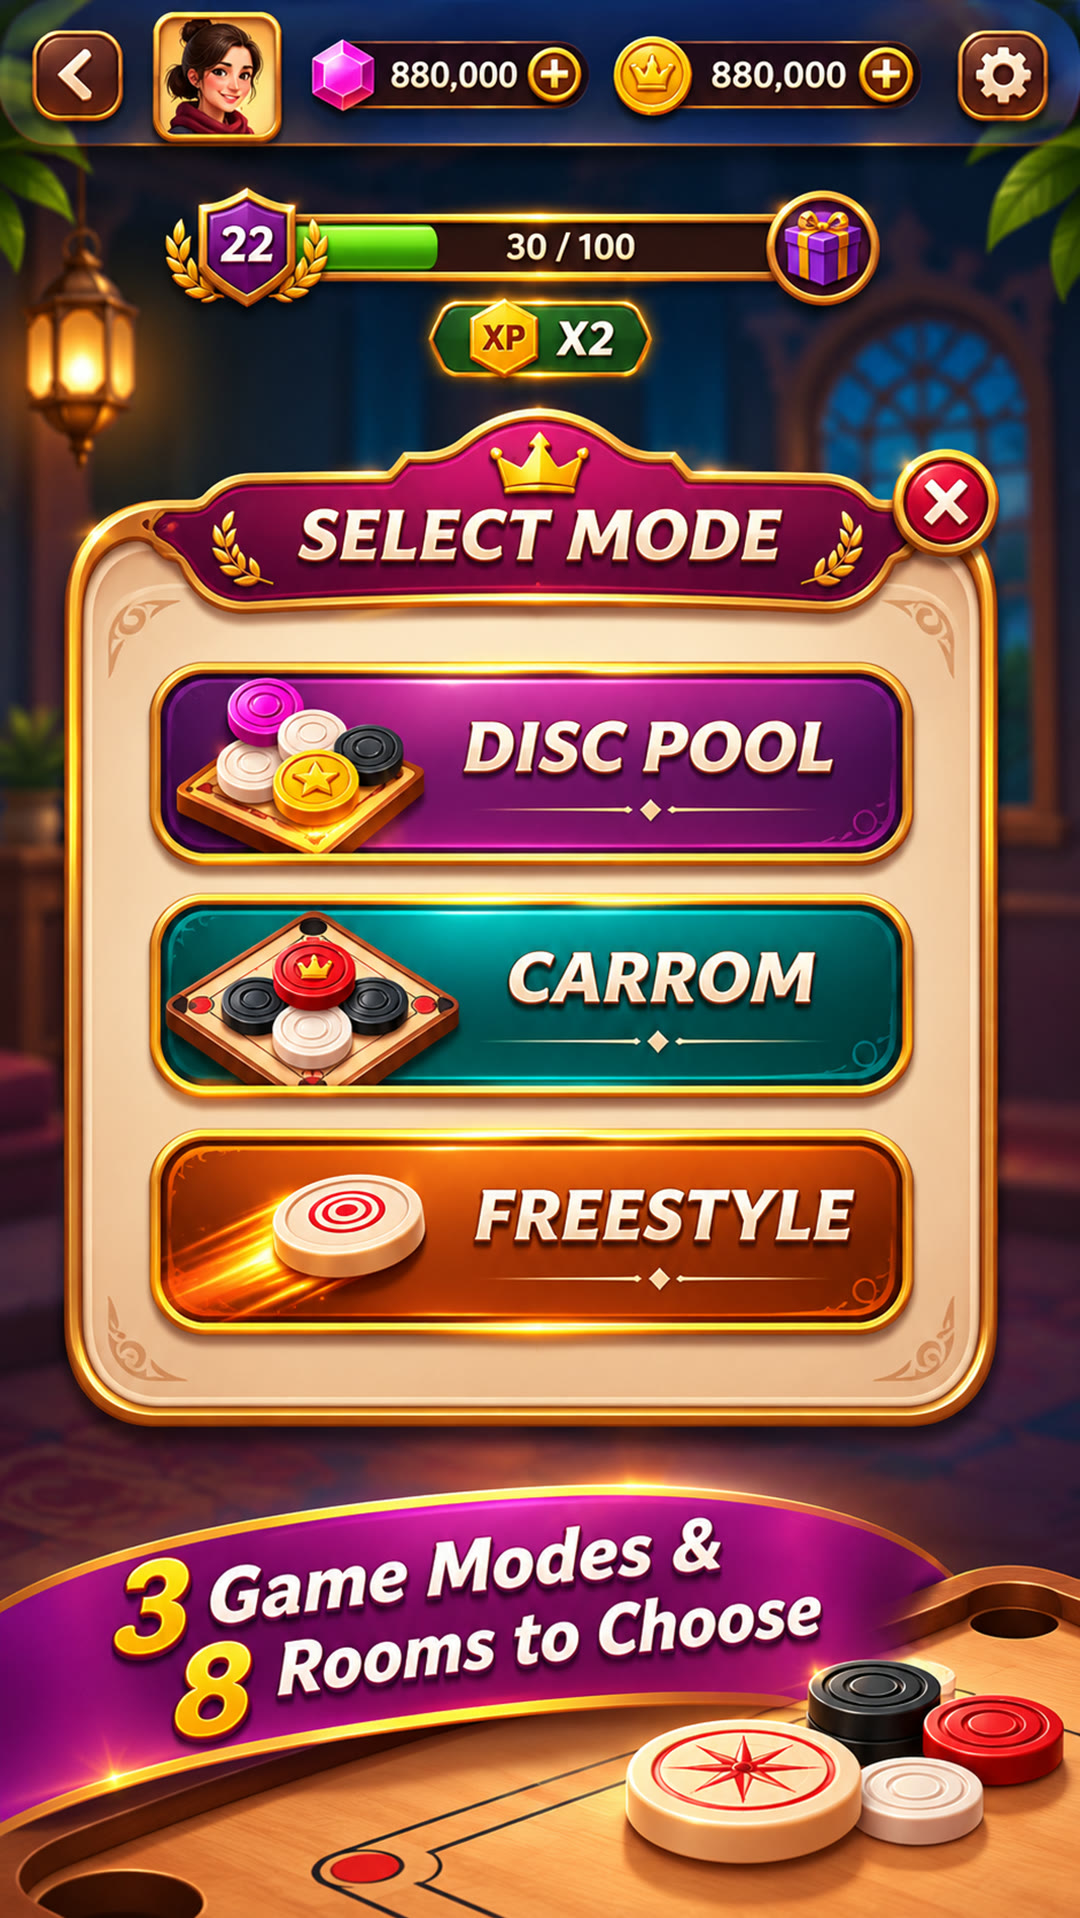 880,000
880,000
22
30 / 100
XP X2
SELECT MODE
DISC POOL
CARROM
FREESTYLE
3 Game Modes &
8 Rooms to Choose